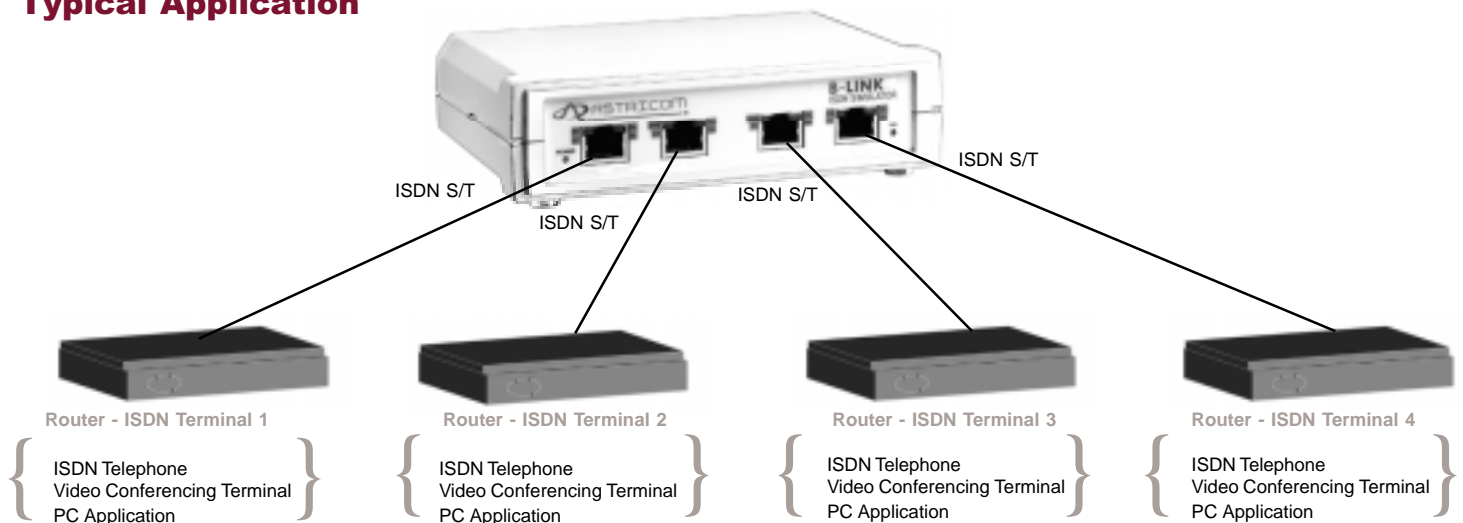 Typical Application
ASTRICOM
B-LINK
ISDN SIMULATOR
ISDN S/T
ISDN S/T
ISDN S/T
ISDN S/T
Router - ISDN Terminal 1
Router - ISDN Terminal 2
Router - ISDN Terminal 3
Router - ISDN Terminal 4
{ ISDN Telephone }
Video Conferencing Terminal
PC Application
{ ISDN Telephone }
Video Conferencing Terminal
PC Application
{ ISDN Telephone }
Video Conferencing Terminal
PC Application
{ ISDN Telephone }
Video Conferencing Terminal
PC Application